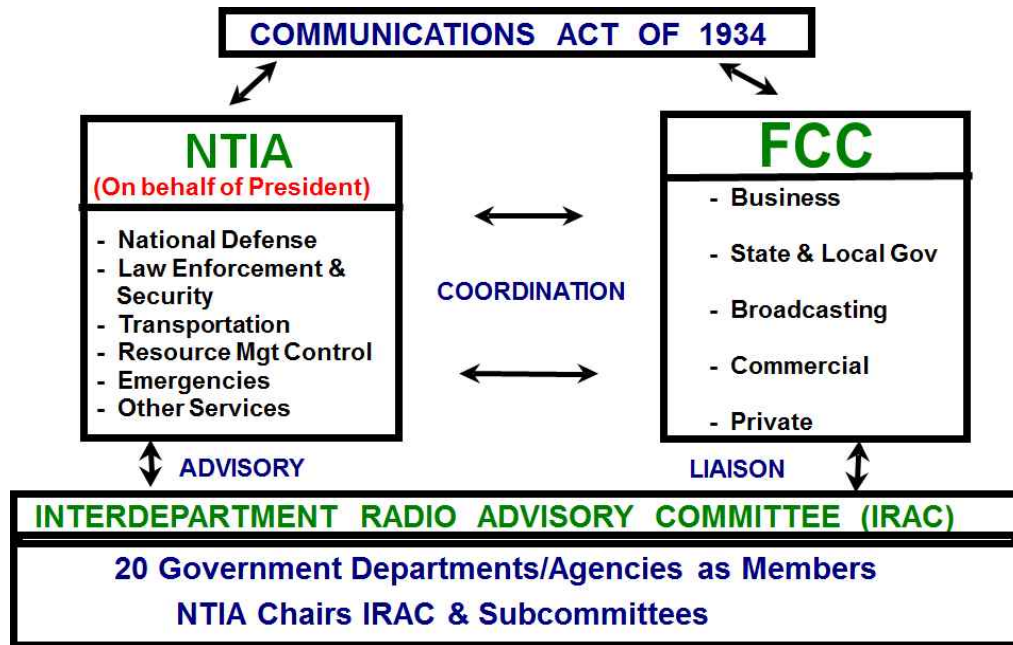 COMMUNICATIONS ACT OF 1934
NTIA
(On behalf of President)
- National Defense
- Law Enforcement &
Security
- Transportation
- Resource Mgt Control
- Emergencies
- Other Services
COORDINATION
FCC
- Business
- State & Local Gov
- Broadcasting
- Commercial
- Private
ADVISORY
LIAISON
INTERDEPARTMENT RADIO ADVISORY COMMITTEE (IRAC)
20 Government Departments/Agencies as Members
NTIA Chairs IRAC & Subcommittees